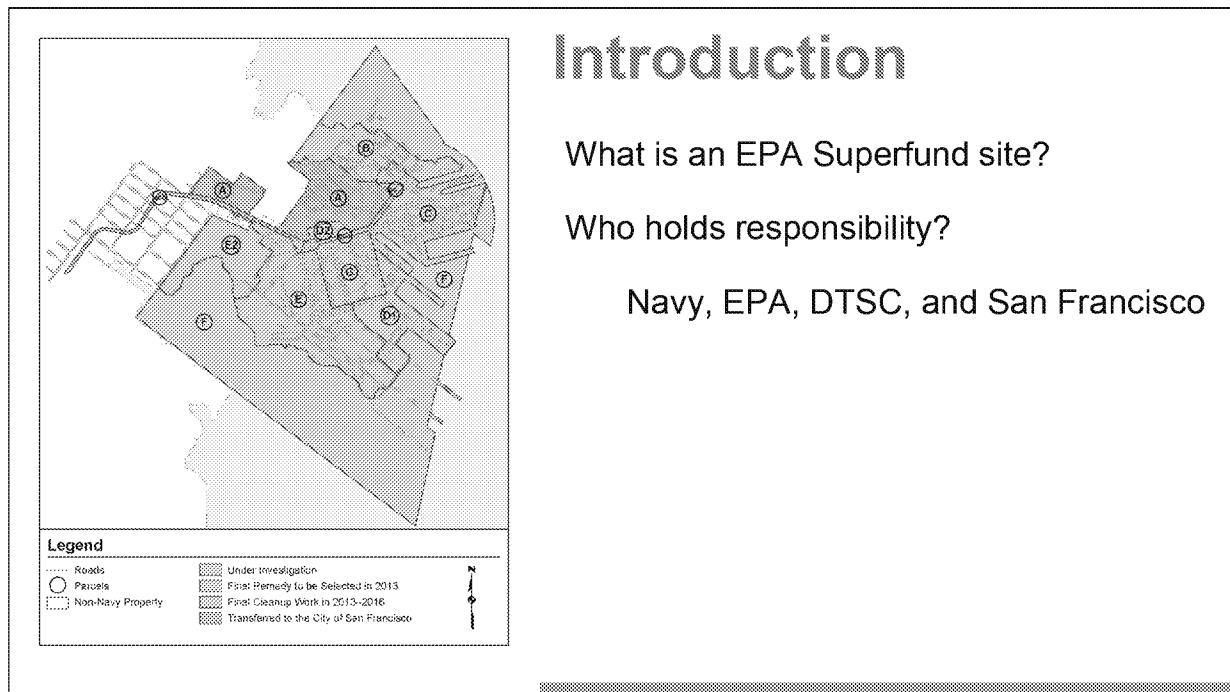 Introduction
What is an EPA Superfund site?
Who holds responsibility?
Navy, EPA, DTSC, and San Francisco
B
A
A
C
D2
E2
G
F
E
D1
F
Legend
Roads
Parcels
Non-Navy Property
Under Investigation
Final Remedy to be Selected in 2013
Final Cleanup Work in 2013-2016
Transferred to the City of San Francisco
N